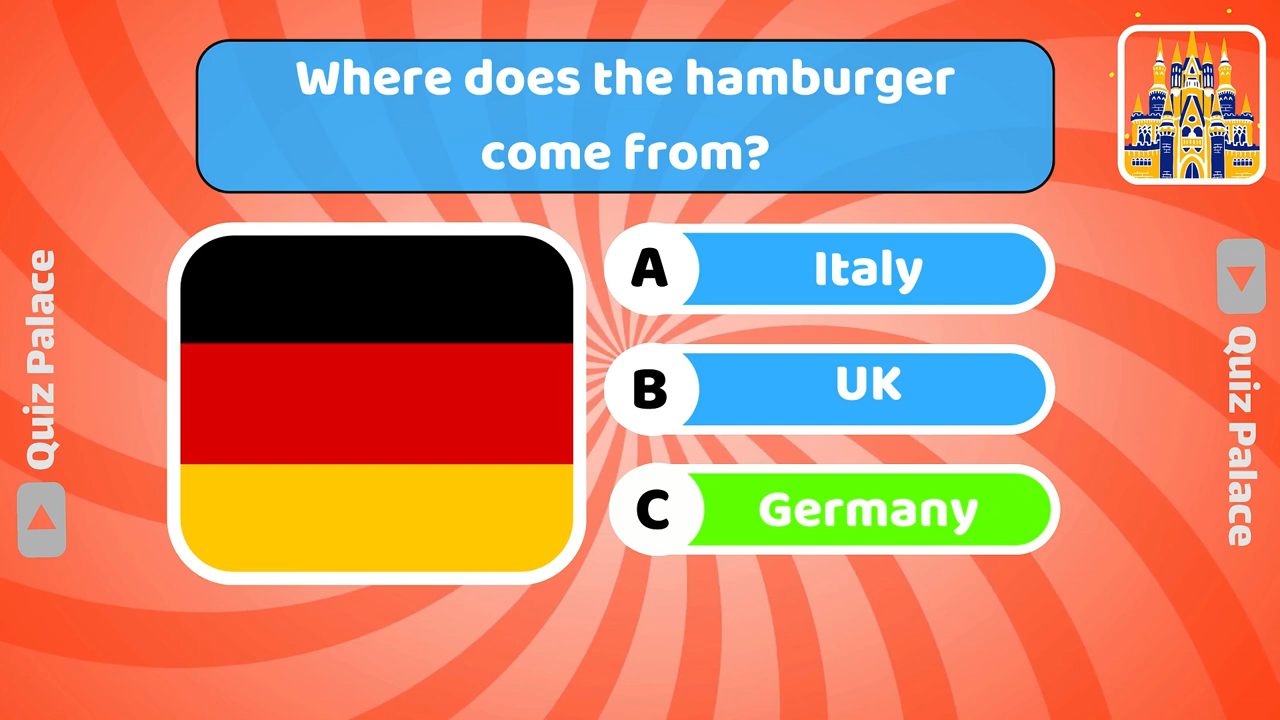 Where does the hamburger
come from?
A Italy
B UK
C Germany
Quiz Palace
Quiz Palace